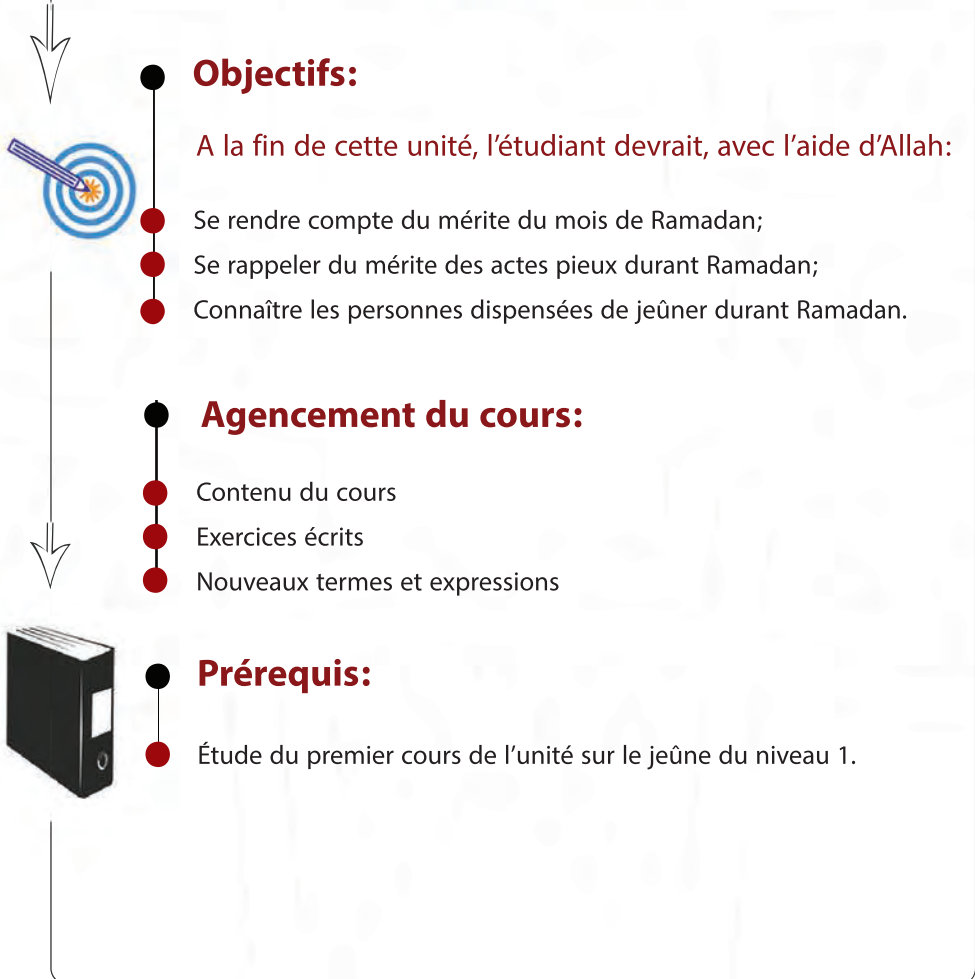 Objectifs:
A la fin de cette unité, l’étudiant devrait, avec l’aide d’Allah:
Se rendre compte du mérite du mois de Ramadan;
Se rappeler du mérite des actes pieux durant Ramadan;
Connaître les personnes dispensées de jeûner durant Ramadan.
Agencement du cours:
Contenu du cours
Exercices écrits
Nouveaux termes et expressions
Prérequis:
Étude du premier cours de l’unité sur le jeûne du niveau 1.